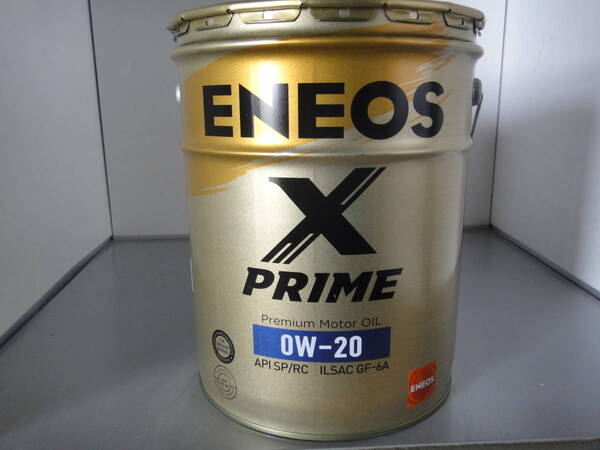 ENEOS
X
PRIME
Premium Motor OIL
0W-20
API SP/RC ILSAC GF-6A
ENEOS